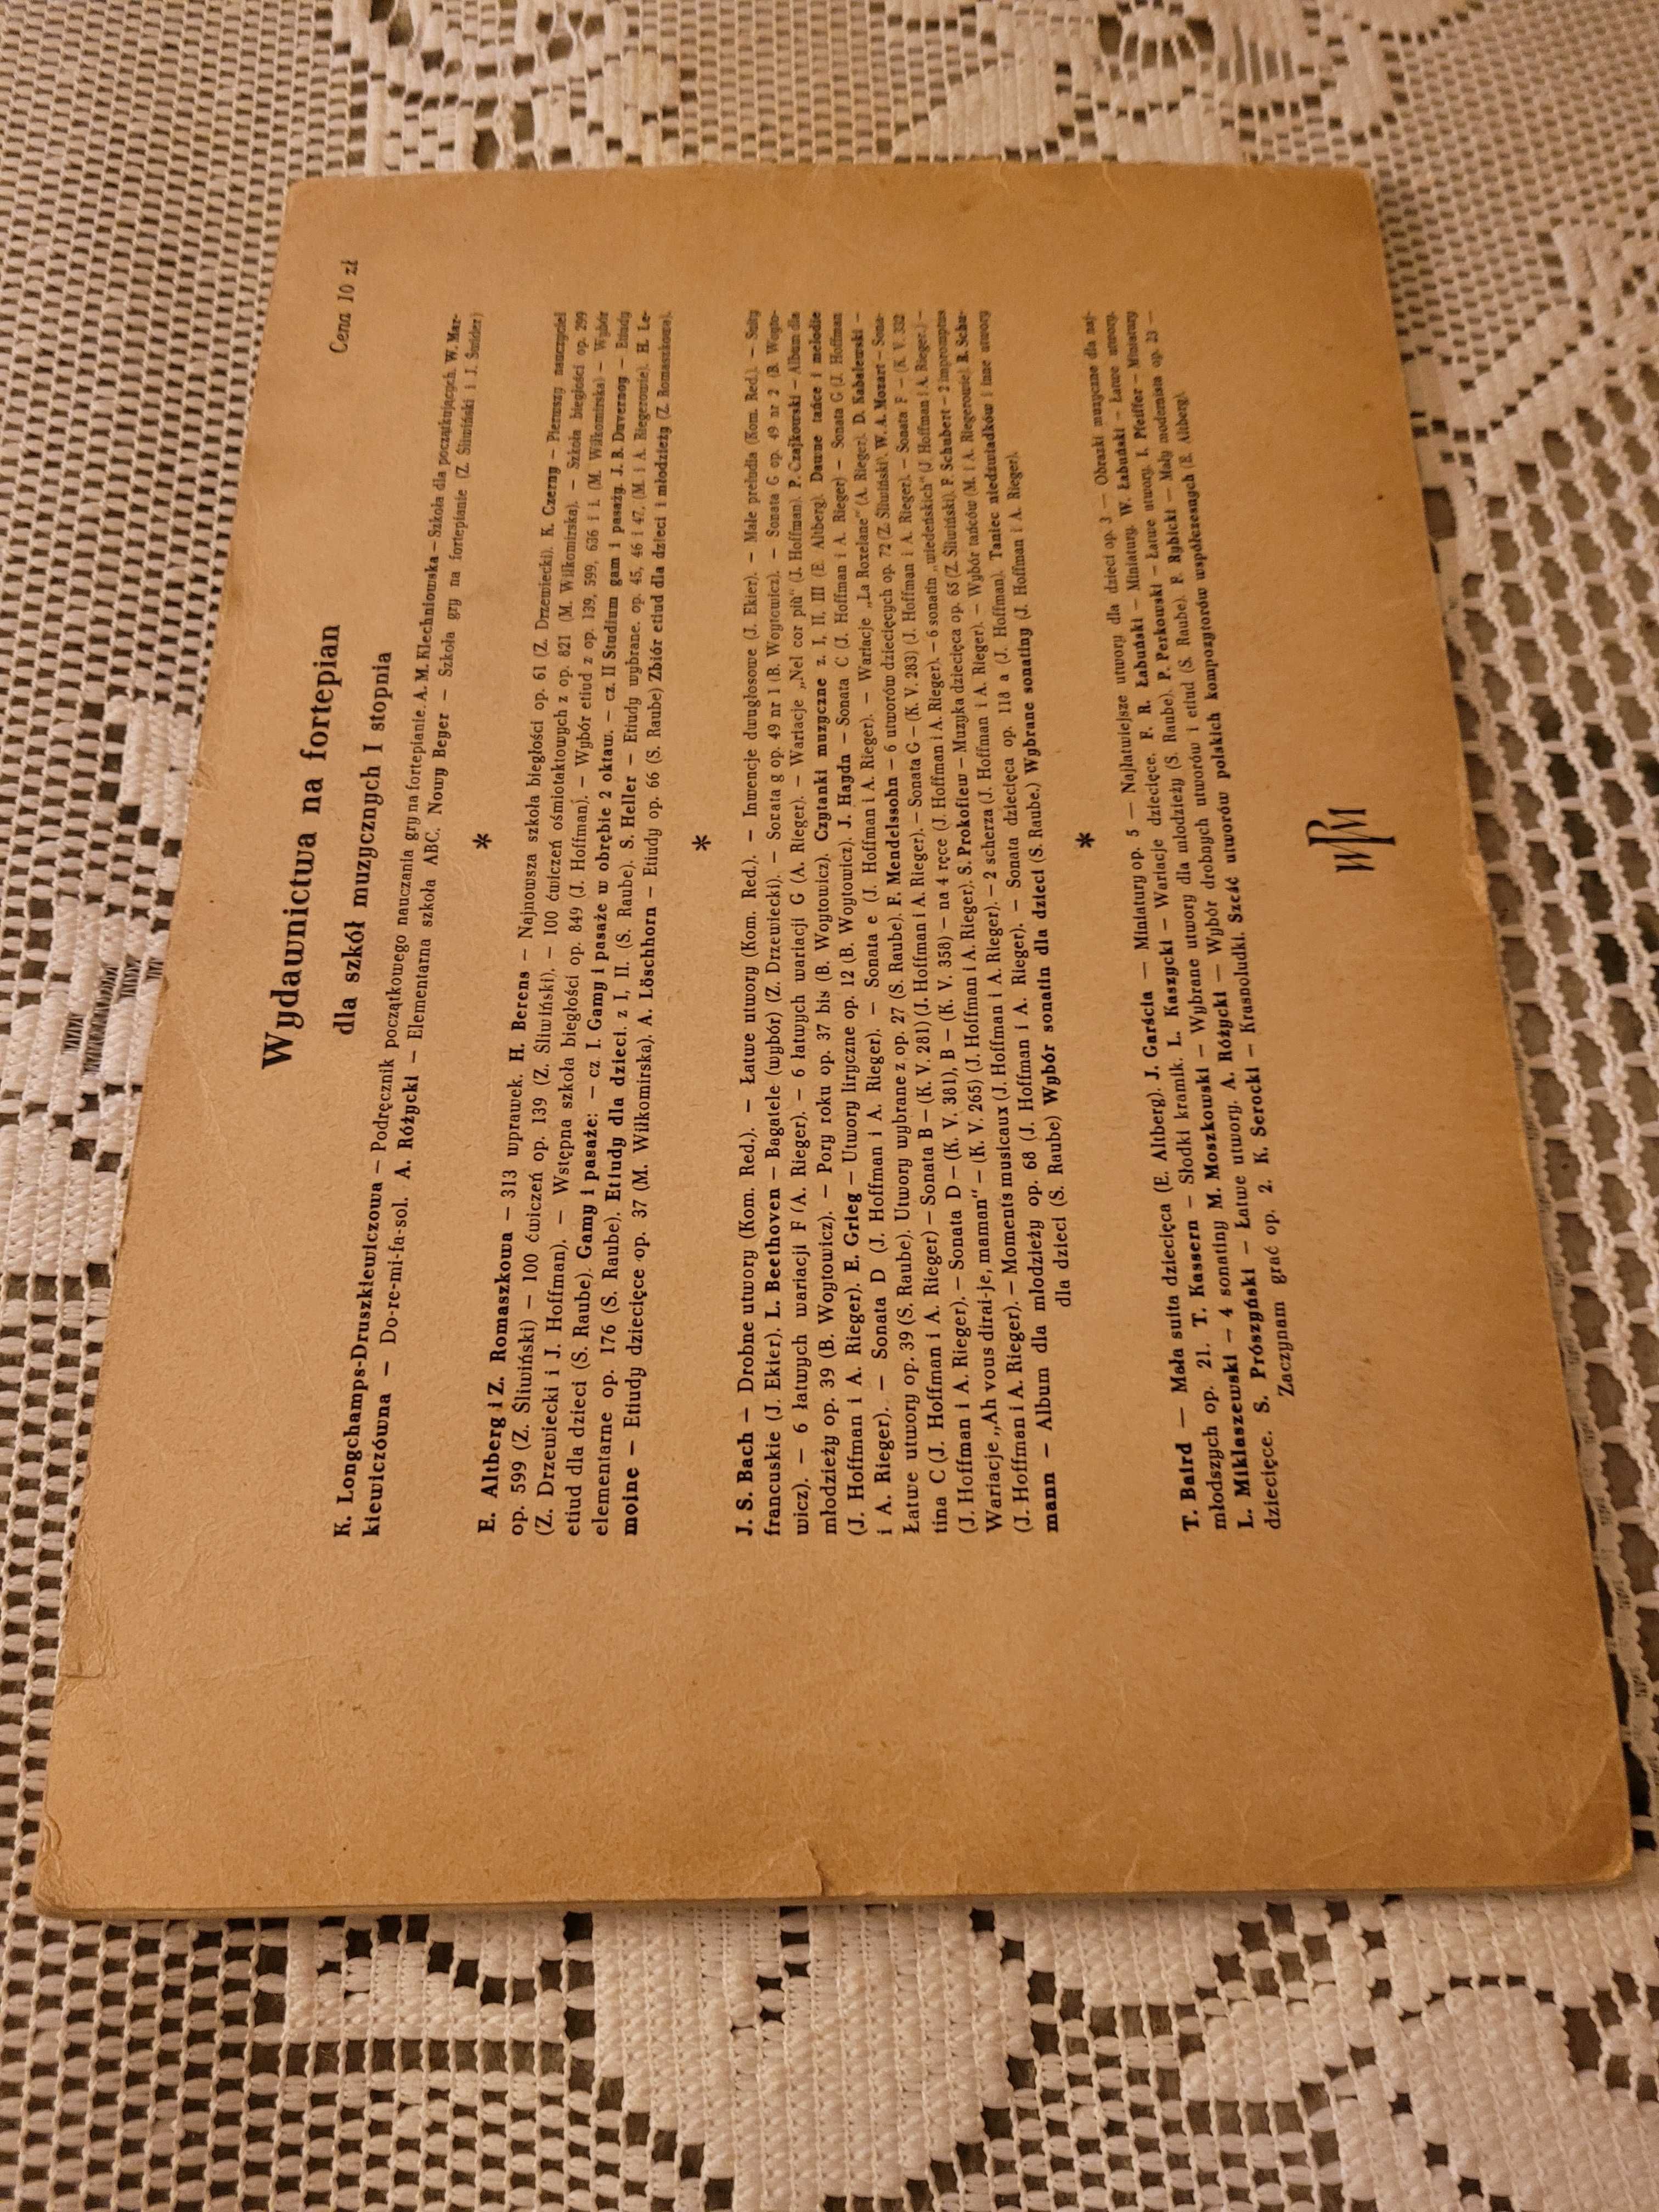 Cena 10 zł
Wydawnictwa na fortepian
dla szkół muzycznych I stopnia
K. Longchamps-Druszkiewiczowa – Podręcznik początkowego nauczania gry na fortepianie. A. M. Klechniowska – Szkoła dla początkujących. W. Mar-
kiewiczówna – Do-re-mi-fa-sol. A. Różycki – Elementarna szkoła ABC. Nowy Beyer – Szkoła gry na fortepianie (Z. Śliwiński i J. Śmider)
*
E. Altberg i Z. Romaszkowa – 313 wprawek. H. Berens – Najnowsza szkoła biegłości op. 61 (Z. Drzewiecki). K. Czerny – Pierwszy nauczyciel
op. 599 (Z. Śliwiński) – 100 ćwiczeń op. 139 (Z. Śliwiński). – 100 ćwiczeń ośmiotaktowych z op. 821 (M. Wiłkomirska). – Szkoła biegłości op. 299
(Z. Drzewiecki i J. Hoffman). – Wstępna szkoła biegłości op. 849 (J. Hoffman). – Wybór etiud z op. 139, 599, 636 i i. (M. Wiłkomirska) – Wybór
etiud dla dzieci (S. Raube). Gamy i pasaże: – cz I. Gamy i pasaże w obrębie 2 oktaw. – cz. II Studium gam i pasaży. J. B. Duvernoy – Etiudy
elementarne op. 176 (S. Raube). Etiudy dla dzieci. z I, II. (S. Raube). S. Heller – Etiudy wybrane. op. 45, 46 i 47, (M. i A. Riegerowie). H. Le-
moine – Etiudy dziecięce op. 37 (M. Wiłkomirska). A. Löschhorn – Etiudy op. 66 (S. Raube) Zbiór etiud dla dzieci i młodzieży (Z. Romaszkowa).
*
J. S. Bach – Drobne utwory (Kom. Red.). – Łatwe utwory (Kom. Red.). – Inwencje dwugłosowe (J. Ekier). – Małe preludia (Kom. Red.). – Suity
francuskie (J. Ekier). L. Beethoven – Bagatele (wybór) (Z. Drzewiecki). – Sonata g op. 49 nr 1 (B. Woytowicz). – Sonata G op. 49 nr 2 (B. Woyto-
wicz). – 6 łatwych wariacji F (A. Rieger). – 6 łatwych wariacji G (A. Rieger). – Wariacje „Nel cor più“ (J. Hoffman). P. Czajkowski – Album dla
młodzieży op. 39 (B. Woytowicz). – Pory roku op. 37 bis (B. Woytowicz). Czytanki muzyczne z. I, II, III (E. Altberg). Dawne tańce i melodie
(J. Hoffman i A. Rieger). E. Grieg – Utwory liryczne op. 12 (B. Woytowicz). J. Haydn – Sonata C (J. Hoffman i A. Rieger) – Sonata G (J. Hoffman
i A. Rieger). – Sonata D (J. Hoffman i A. Rieger). – Sonata e (J. Hoffman i A. Rieger). – Wariacje „La Roxelane“ (A. Rieger). D. Kabalewski –
Łatwe utwory op. 39 (S. Raube). Utwory wybrane z op. 27 (S. Raube). F. Mendelssohn – 6 utworów dziecięcych op. 72 (Z. Śliwiński). W. A. Mozart – Sona-
tina C (J. Hoffman i A. Rieger) – Sonata B – (K. V. 281) (J. Hoffman i A. Rieger). – Sonata G – (K. V. 283) (J. Hoffman i A. Rieger). – Sonata F – (K. V. 332
(J. Hoffman i A. Rieger). – Sonata D – (K. V. 381), B – (K. V. 358) – na 4 ręce (J. Hoffman i A. Rieger). – 6 sonatin „wiedeńskich“ (J. Hoffman i A. Rieger.) –
Wariacje „Ah vous dirai-je, maman“ – (K. V. 265) (J. Hoffman i A. Rieger). S. Prokofiew – Muzyka dziecięca op. 65 (Z. Śliwiński). F. Schubert – 2 impromptus
(J. Hoffman i A. Rieger). – Moments musicaux (J. Hoffman i A. Rieger). – 2 scherza (J. Hoffman i A. Rieger). – Wybór tańców (M. i A. Riegerowie). R. Schu-
mann – Album dla młodzieży op. 68 (J. Hoffman i A. Rieger). – Sonata dziecięca op. 118 a (J. Hoffman). Taniec niedźwiadków i inne utwory
dla dzieci (S. Raube) Wybór sonatin dla dzieci (S. Raube.) Wybrane sonatiny (J. Hoffman i A. Rieger).
*
T. Baird – Mała suita dziecięca (E. Altberg). J. Garścia – Miniatury op. 5 – Najłatwiejsze utwory dla dzieci op. 3 – Obrazki muzyczne dla naj-
młodszych op. 21. T. Kassern – Słodki kramik. L. Kaszycki – Wariacje dziecięce. F. R. Łabuński – Miniatury. W. Łabuński – Łatwe utwory.
L. Miklaszewski – 4 sonatiny M. Moszkowski – Wybrane utwory dla młodzieży (S. Raube). P. Perkowski – Łatwe utwory. I. Pfeiffer – Miniatury
dziecięce. S. Prószyński – Łatwe utwory. A. Różycki – Wybór drobnych utworów i etiud (S. Raube). F. Rybicki – Mały modernista op. 23 –
Zaczynam grać op. 2. K. Serocki – Krasnoludki. Sześć utworów polskich kompozytorów współczesnych (E. Altberg).
PWM